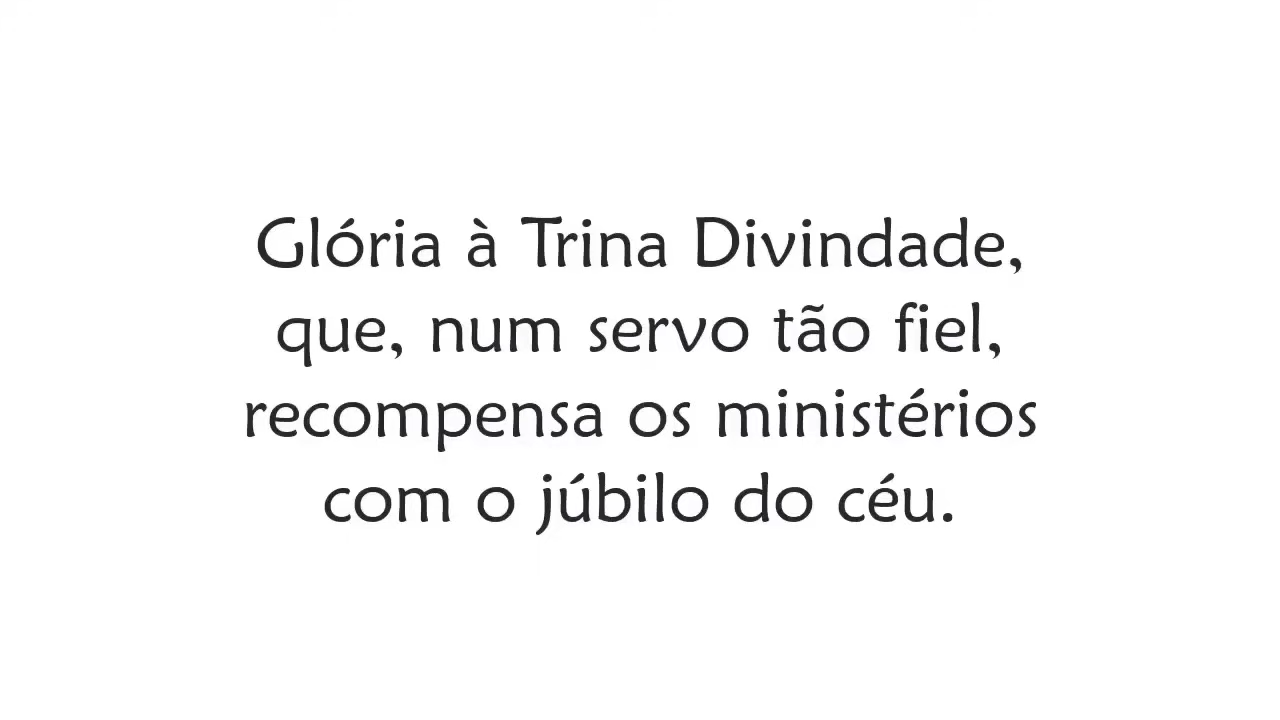 Glória à Trina Divindade,
que, num servo tão fiel,
recompensa os ministérios
com o júbilo do céu.